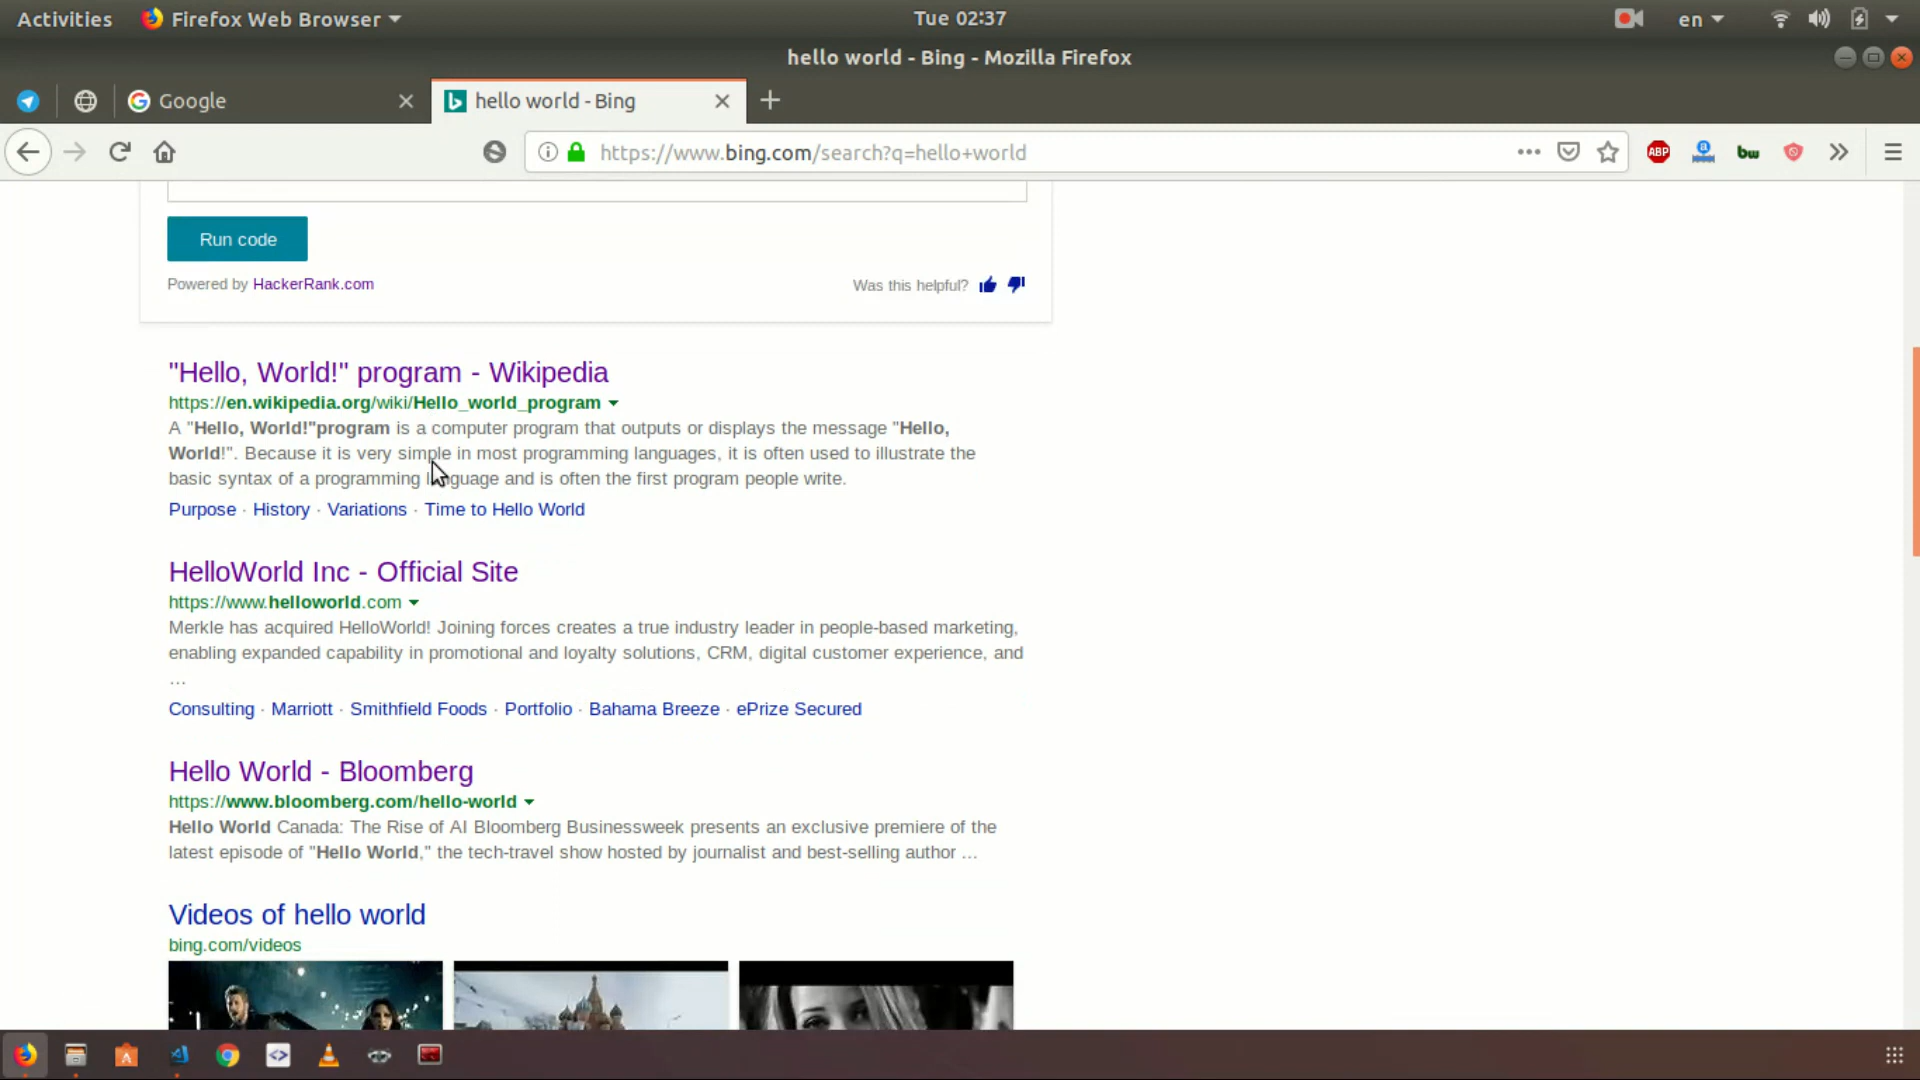 Activities
Firefox Web Browser
Tue 02:37
en
hello world - Bing - Mozilla Firefox
Google
hello world - Bing
https://www.bing.com/search?q=hello+world
ABP
a
bw
Run code
Powered by HackerRank.com
Was this helpful?
"Hello, World!" program - Wikipedia
https://en.wikipedia.org/wiki/Hello_world_program
A "Hello, World!"program is a computer program that outputs or displays the message "Hello,
World!". Because it is very simple in most programming languages, it is often used to illustrate the
basic syntax of a programming language and is often the first program people write.
Purpose · History · Variations · Time to Hello World
HelloWorld Inc - Official Site
https://www.helloworld.com
Merkle has acquired HelloWorld! Joining forces creates a true industry leader in people-based marketing,
enabling expanded capability in promotional and loyalty solutions, CRM, digital customer experience, and
...
Consulting · Marriott · Smithfield Foods · Portfolio · Bahama Breeze · ePrize Secured
Hello World - Bloomberg
https://www.bloomberg.com/hello-world
Hello World Canada: The Rise of AI Bloomberg Businessweek presents an exclusive premiere of the
latest episode of "Hello World," the tech-travel show hosted by journalist and best-selling author ...
Videos of hello world
bing.com/videos